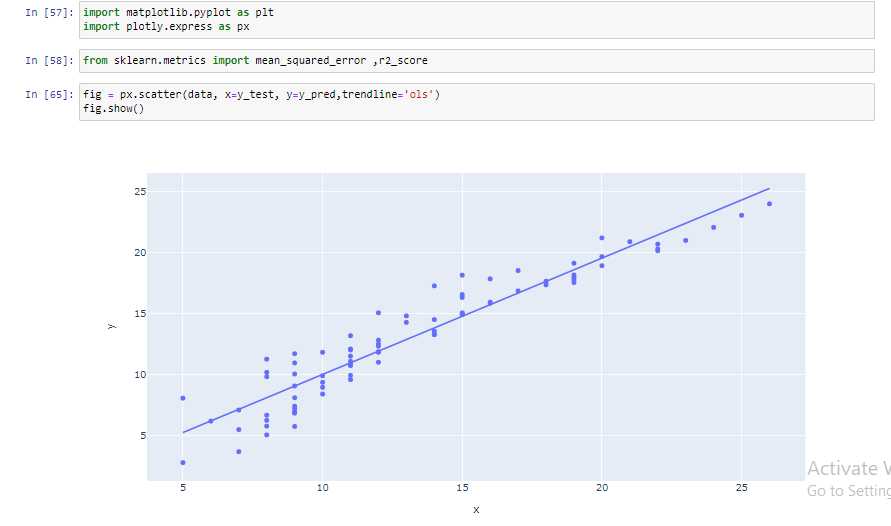 In [57]: import matplotlib.pyplot as plt
import plotly.express as px
In [58]: from sklearn.metrics import mean_squared_error ,r2_score
In [65]: fig = px.scatter(data, x=y_test, y=y_pred,trendline='ols')
fig.show()
25
20
15
10
5
y
5 10 15 20 25
x
Activate
Go to Setting